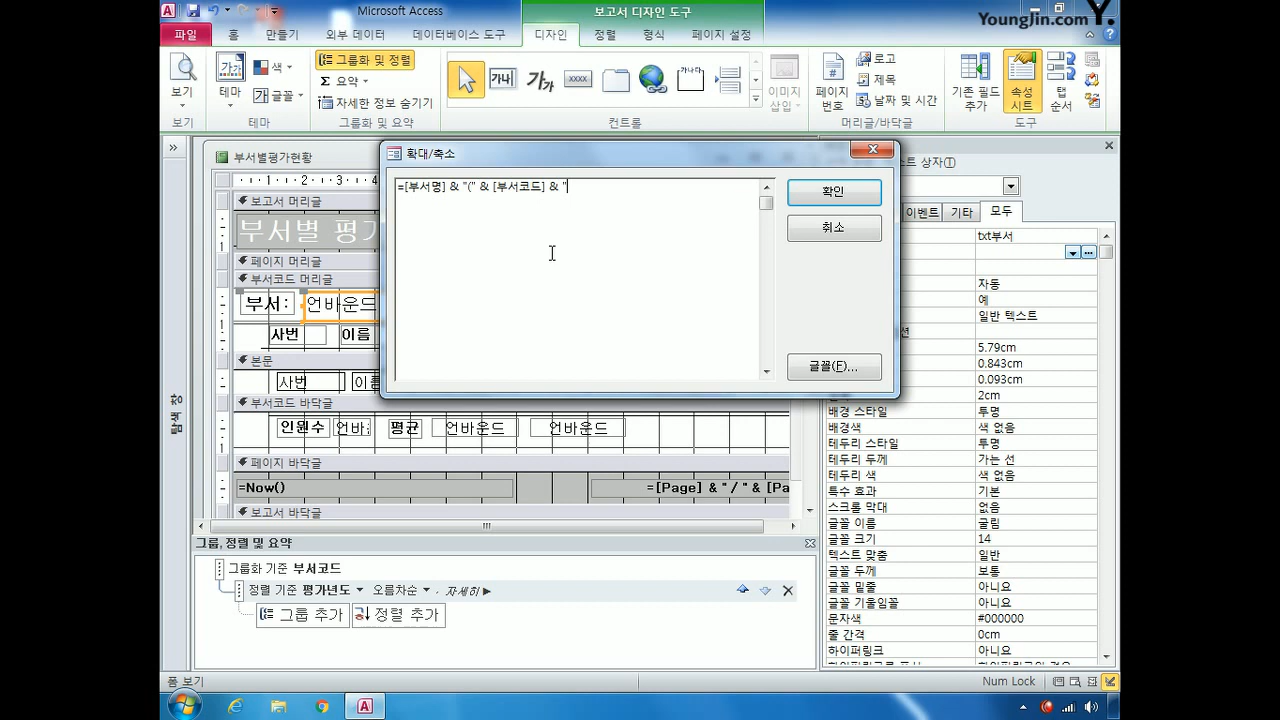 Microsoft Access
보고서 디자인 도구
YoungJin.com Y.
파일
홈
만들기
외부 데이터
데이터베이스 도구
디자인
정렬
형식
페이지 설정
보기
보기
테마
색
글꼴
테마
그룹화 및 정렬
Σ 요약
자세한 정보 숨기기
그룹화 및 요약
가나
가가
XXXX
가나다
컨트롤
이미지
삽입
페이지
번호
로고
제목
날짜 및 시간
머리글/바닥글
기존 필드
추가
속성
시트
탭
순서
도구
부서별평가현황
확대/축소
=[부서명] & "(" & [부서코드] & "
확인
취소
글꼴(F)...
보고서 머리글
부서별 평가
페이지 머리글
부서코드 머리글
부서:
언바운드
사번
이름
본문
사번
부서코드 바닥글
인원수
평균
언바운드
언바운드
페이지 바닥글
=Now()
=[Page] & " / " & [Pa
보고서 바닥글
탐색 창
스트 상자(T)
이벤트
기타
모두
txt부서
자동
예
일반 텍스트
5.79cm
0.843cm
0.093cm
2cm
배경 스타일 투명
배경색 색 없음
테두리 스타일 투명
테두리 두께 가는 선
테두리 색 색 없음
특수 효과 기본
스크롤 막대 없음
글꼴 이름 굴림
글꼴 크기 14
텍스트 맞춤 일반
글꼴 두께 보통
글꼴 밑줄 아니요
글꼴 기울임꼴 아니요
문자색 #000000
줄 간격 0cm
하이퍼링크 아니요
그룹, 정렬 및 요약
그룹화 기준 부서코드
정렬 기준 평가년도 오름차순 , 자세히
그룹 추가
정렬 추가
폼 보기
Num Lock